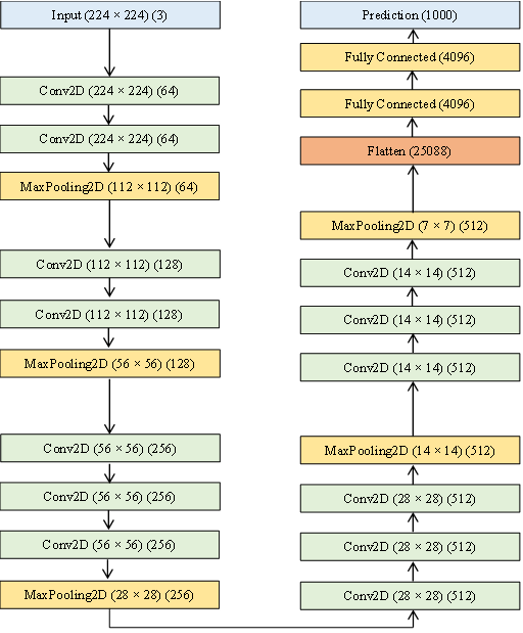 Input (224 × 224) (3)
Conv2D (224 × 224) (64)
Conv2D (224 × 224) (64)
MaxPooling2D (112 × 112) (64)
Conv2D (112 × 112) (128)
Conv2D (112 × 112) (128)
MaxPooling2D (56 × 56) (128)
Conv2D (56 × 56) (256)
Conv2D (56 × 56) (256)
Conv2D (56 × 56) (256)
MaxPooling2D (28 × 28) (256)
Conv2D (28 × 28) (512)
Conv2D (28 × 28) (512)
Conv2D (28 × 28) (512)
MaxPooling2D (14 × 14) (512)
Conv2D (14 × 14) (512)
Conv2D (14 × 14) (512)
Conv2D (14 × 14) (512)
MaxPooling2D (7 × 7) (512)
Flatten (25088)
Fully Connected (4096)
Fully Connected (4096)
Prediction (1000)